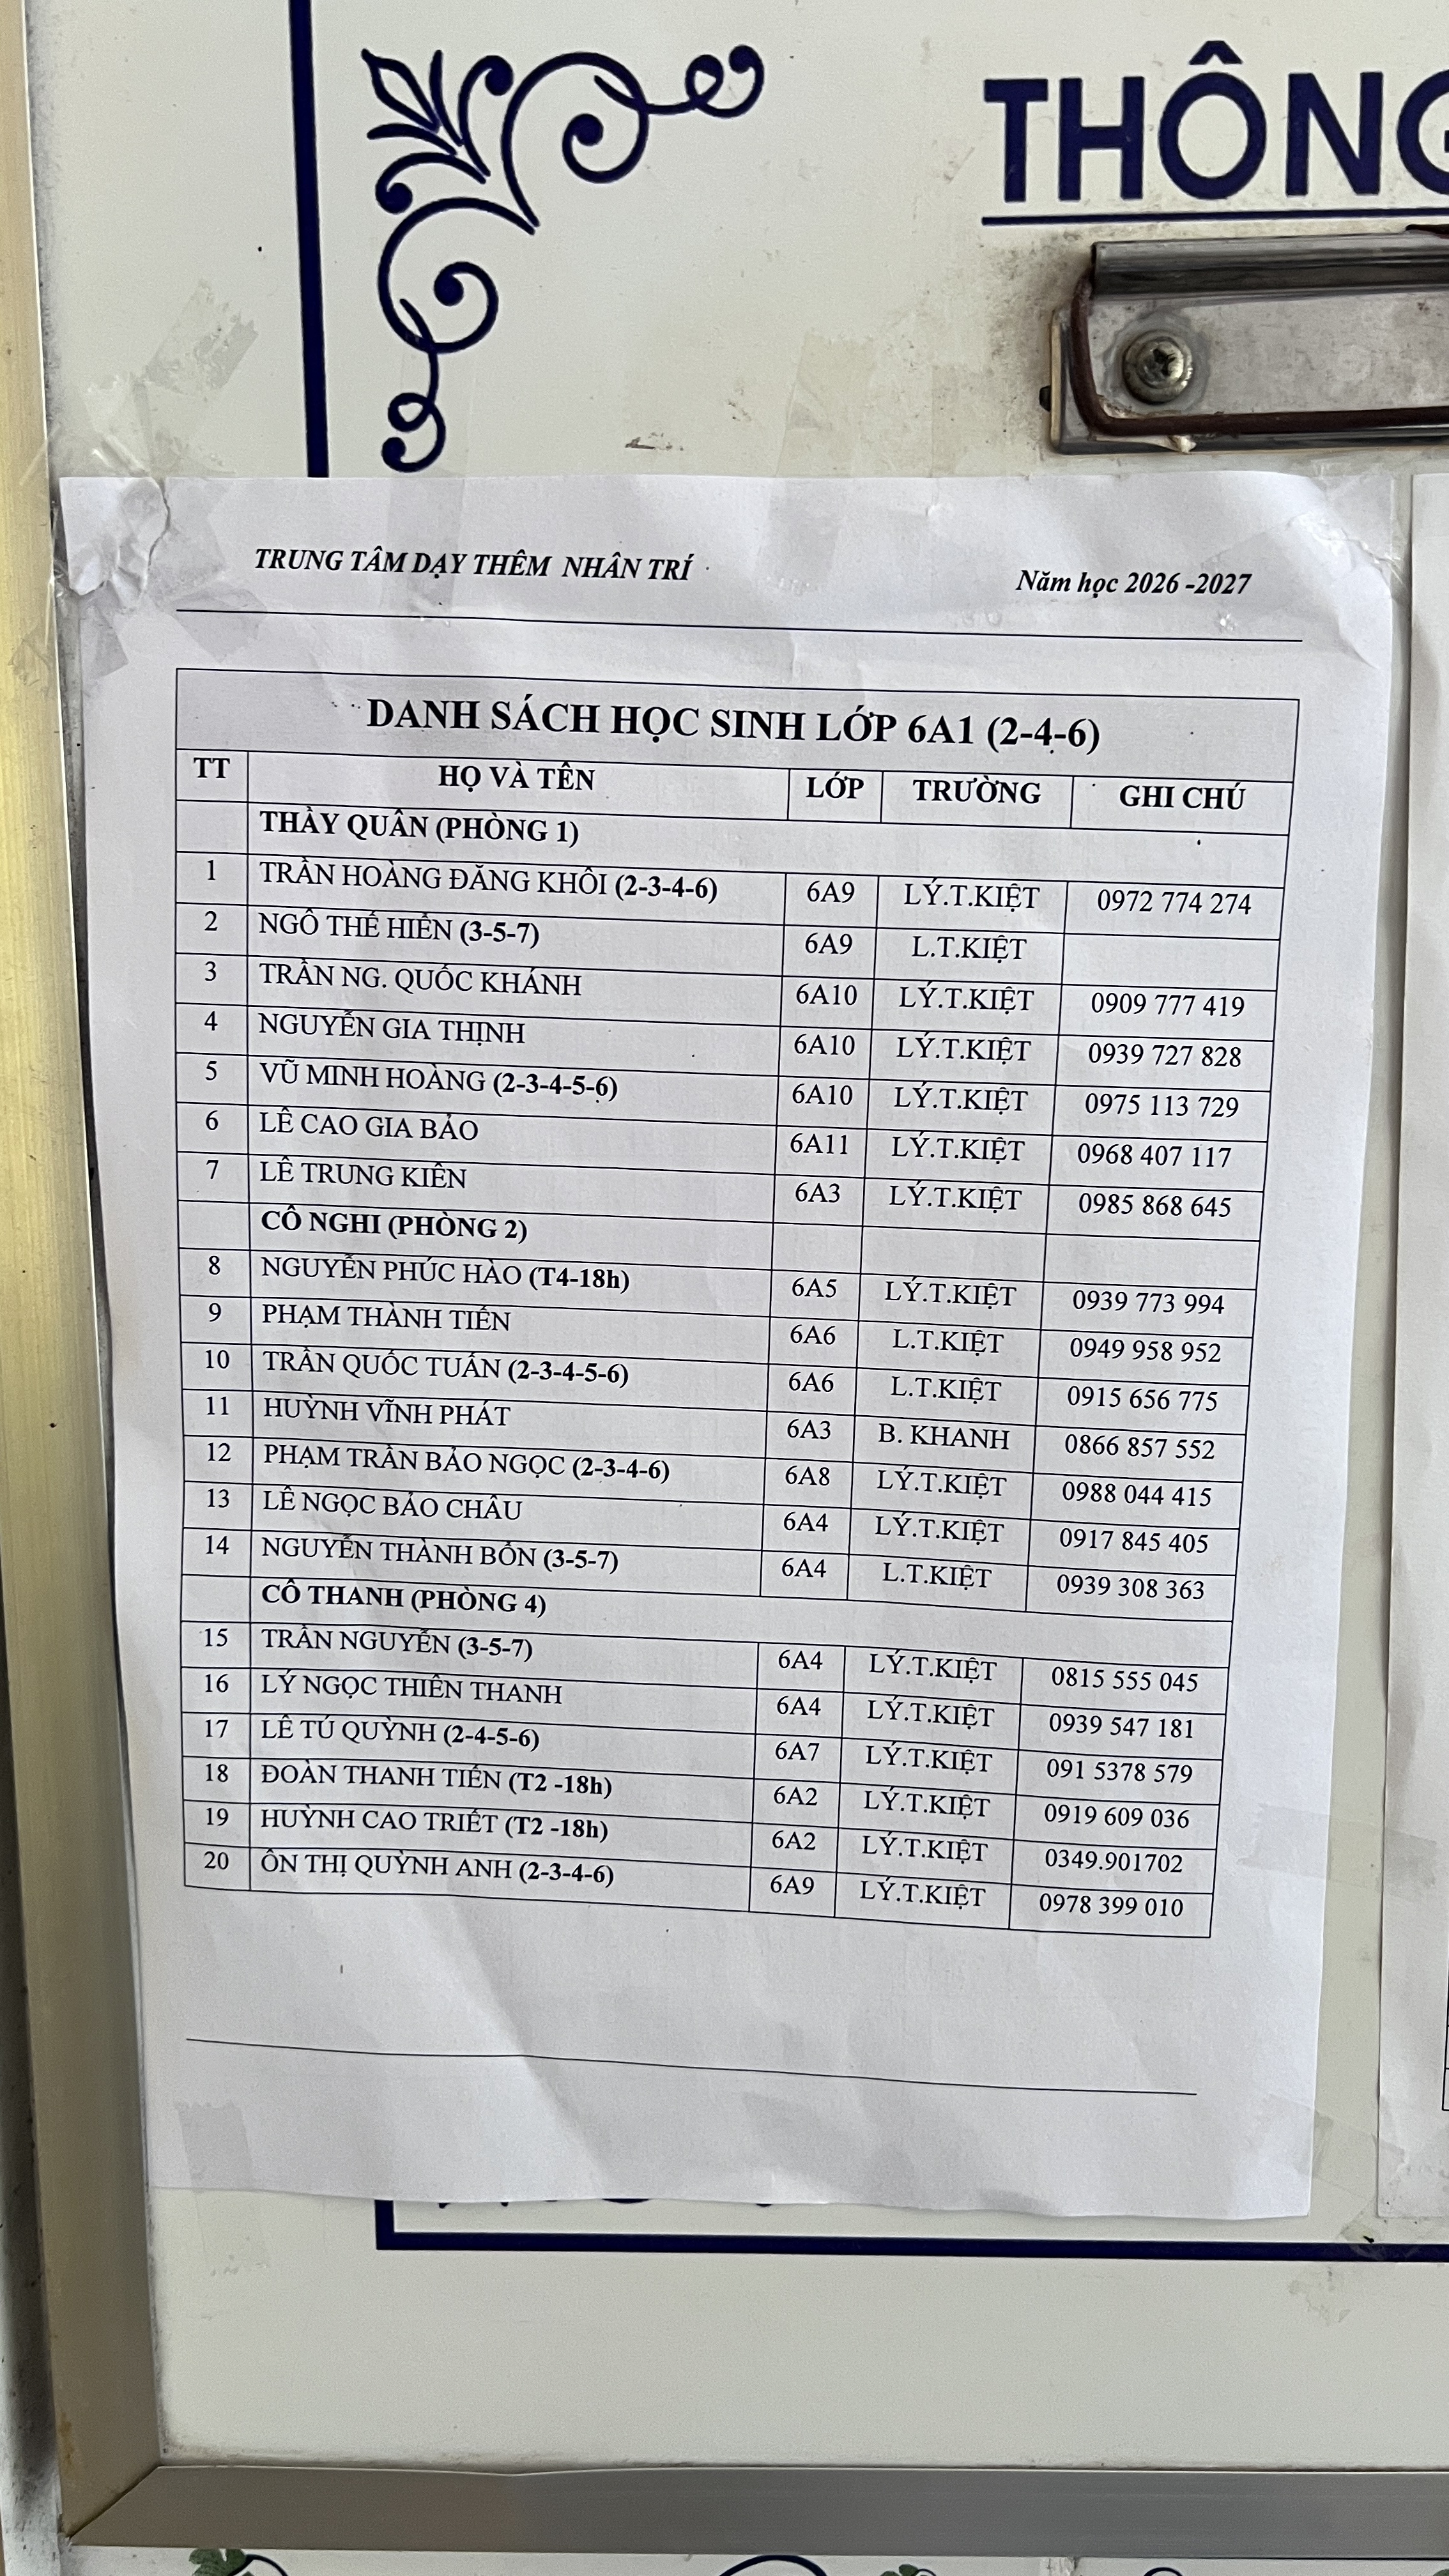 THÔNG
TRUNG TÂM DẠY THÊM NHÂN TRÍ
Năm học 2026 -2027
DANH SÁCH HỌC SINH LỚP 6A1 (2-4-6)
TT HỌ VÀ TÊN LỚP TRƯỜNG GHI CHÚ
THẦY QUÂN (PHÒNG 1)
1 TRẦN HOÀNG ĐĂNG KHÔI (2-3-4-6) 6A9 LÝ.T.KIỆT 0972 774 274
2 NGÔ THẾ HIỂN (3-5-7) 6A9 L.T.KIỆT
3 TRẦN NG. QUỐC KHÁNH 6A10 LÝ.T.KIỆT 0909 777 419
4 NGUYỄN GIA THỊNH 6A10 LÝ.T.KIỆT 0939 727 828
5 VŨ MINH HOÀNG (2-3-4-5-6) 6A10 LÝ.T.KIỆT 0975 113 729
6 LÊ CAO GIA BẢO 6A11 LÝ.T.KIỆT 0968 407 117
7 LÊ TRUNG KIÊN 6A3 LÝ.T.KIỆT 0985 868 645
CÔ NGHI (PHÒNG 2)
8 NGUYỄN PHÚC HÀO (T4-18h) 6A5 LÝ.T.KIỆT 0939 773 994
9 PHẠM THÀNH TIẾN 6A6 L.T.KIỆT 0949 958 952
10 TRẦN QUỐC TUẤN (2-3-4-5-6) 6A6 L.T.KIỆT 0915 656 775
11 HUỲNH VĨNH PHÁT 6A3 B. KHANH 0866 857 552
12 PHẠM TRẦN BẢO NGỌC (2-3-4-6) 6A8 LÝ.T.KIỆT 0988 044 415
13 LÊ NGỌC BẢO CHÂU 6A4 LÝ.T.KIỆT 0917 845 405
14 NGUYỄN THÀNH BỔN (3-5-7) 6A4 L.T.KIỆT 0939 308 363
CÔ THANH (PHÒNG 4)
15 TRẦN NGUYỄN (3-5-7) 6A4 LÝ.T.KIỆT 0815 555 045
16 LÝ NGỌC THIÊN THANH 6A4 LÝ.T.KIỆT 0939 547 181
17 LÊ TÚ QUỲNH (2-4-5-6) 6A7 LÝ.T.KIỆT 091 5378 579
18 ĐOÀN THANH TIẾN (T2 -18h) 6A2 LÝ.T.KIỆT 0919 609 036
19 HUỲNH CAO TRIẾT (T2 -18h) 6A2 LÝ.T.KIỆT 0349.901702
20 ÔN THỊ QUỲNH ANH (2-3-4-6) 6A9 LÝ.T.KIỆT 0978 399 010